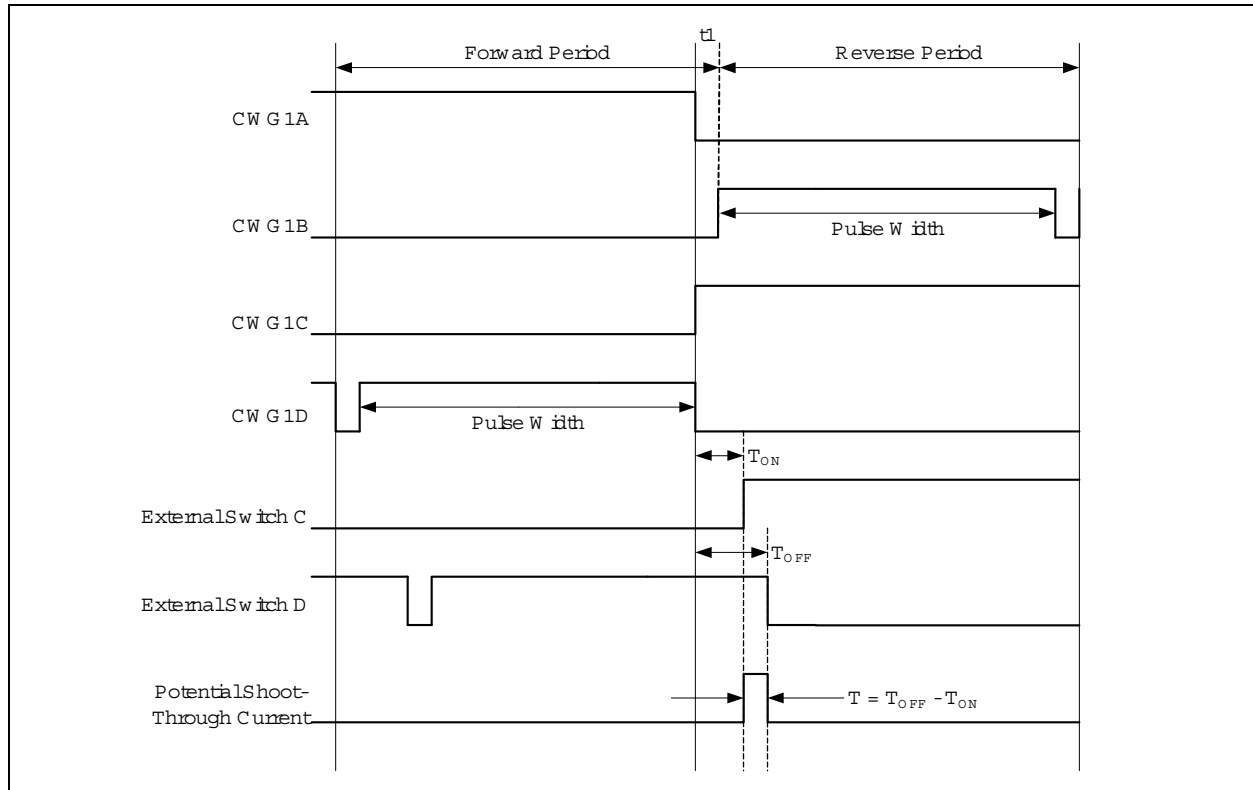 t1
Forward Period
Reverse Period
CWG1A
CWG1B
Pulse Width
CWG1C
CWG1D
Pulse Width
TON
External Switch C
TOFF
External Switch D
Potential Shoot-
Through Current
T = TOFF - TON